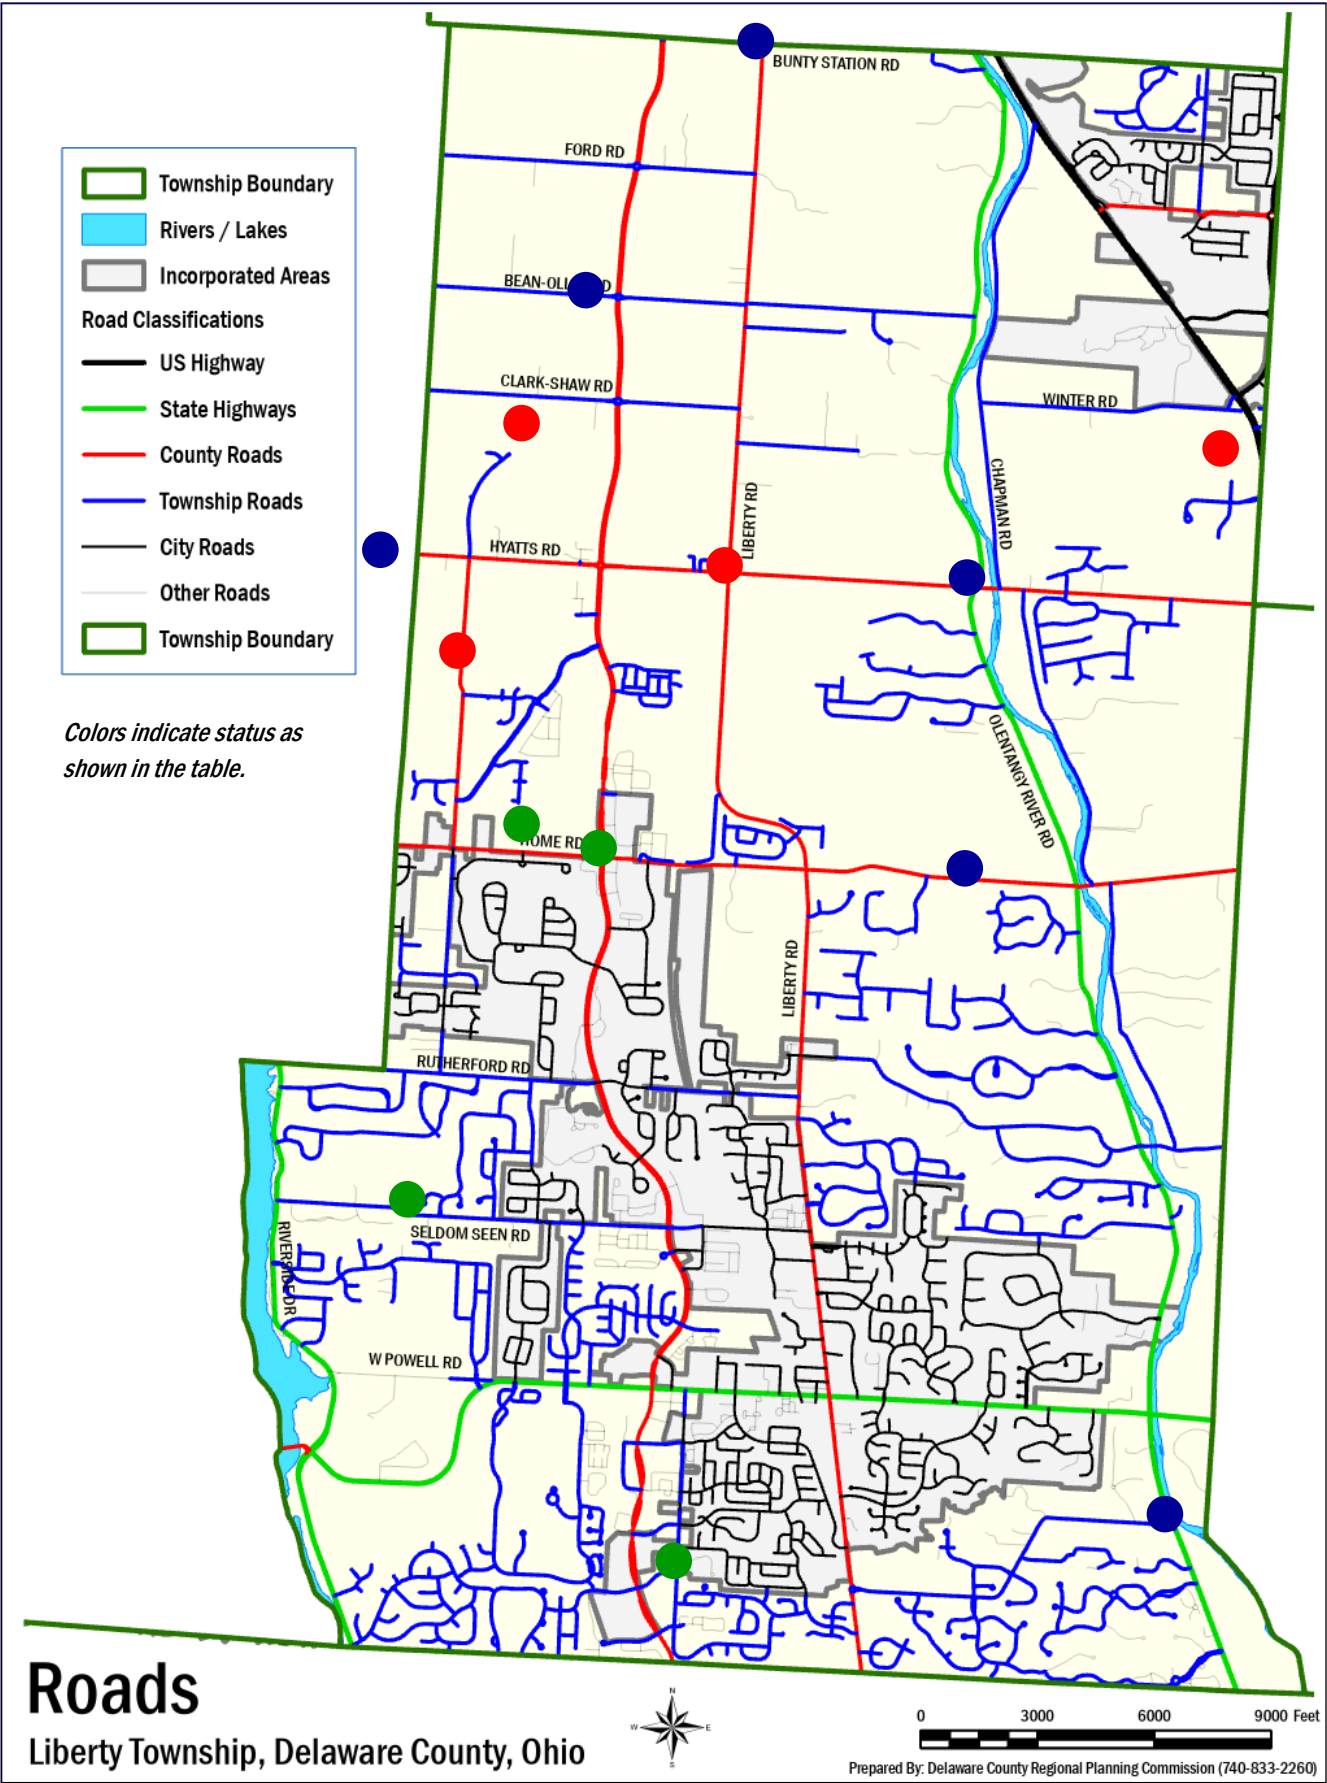 BUNTY STATION RD
FORD RD
Township Boundary
Rivers / Lakes
Incorporated Areas
Road Classifications
US Highway
State Highways
County Roads
Township Roads
City Roads
Other Roads
Township Boundary
CLARK-SHAW RD
WINTER RD
CHAPMAN RD
LIBERTY RD
HYATTS RD
Colors indicate status as
shown in the table.
OLENTANGY RIVER RD
HOME RD
LIBERTY RD
RUTHERFORD RD
SELDOM SEEN RD
RIVERSIDE DR
W POWELL RD
Roads
Liberty Township, Delaware County, Ohio
N
W
E
S
0 3000 6000 9000 Feet
Prepared By: Delaware County Regional Planning Commission (740-833-2260)